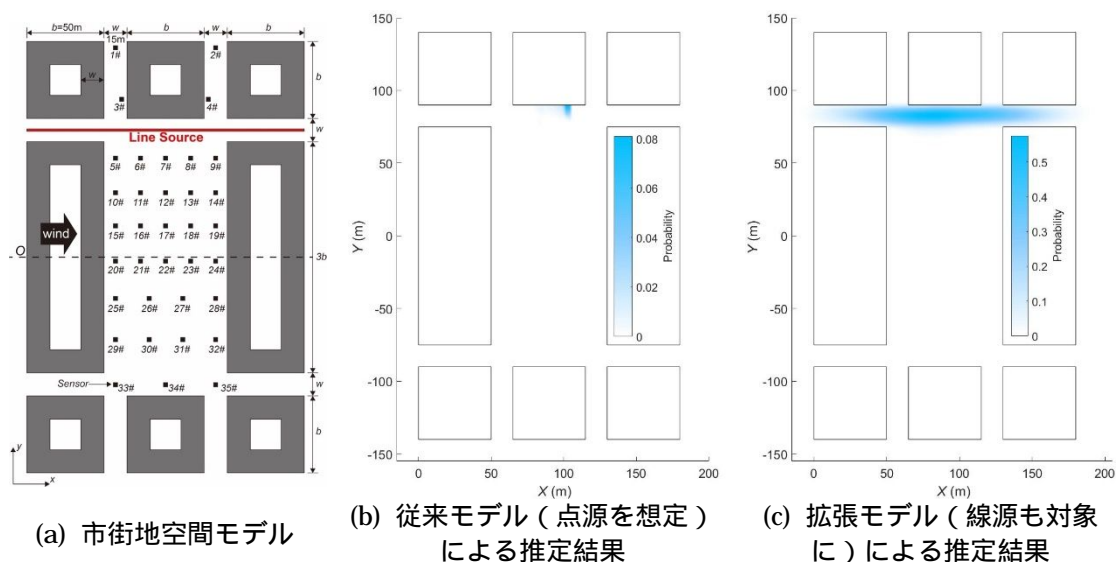 b=50m w b w b
15m
1# 2#
w b
3# 4#
w
Line Source
5# 6# 7# 8# 9#
10# 11# 12# 13# 14#
wind
15# 16# 17# 18# 19#
O 3b
20# 21# 22# 23# 24#
25# 26# 27# 28#
29# 30# 31# 32#
Sensor 33# 34# 35# w
b
y
x
(a) 市街地空間モデル
(b)
150
100
50
0
-50
-100
-150
Y (m)
0.08
0.06
0.04
0.02
0
Probability
0 50 100 150 200
X (m)
(b) 従来モデル(点源を想定)
による推定結果
(c)
150
100
50
0
-50
-100
-150
Y (m)
0.5
0.4
0.3
0.2
0.1
0
Probability
0 50 100 150 200
X (m)
(c) 拡張モデル(線源も対象
に)による推定結果